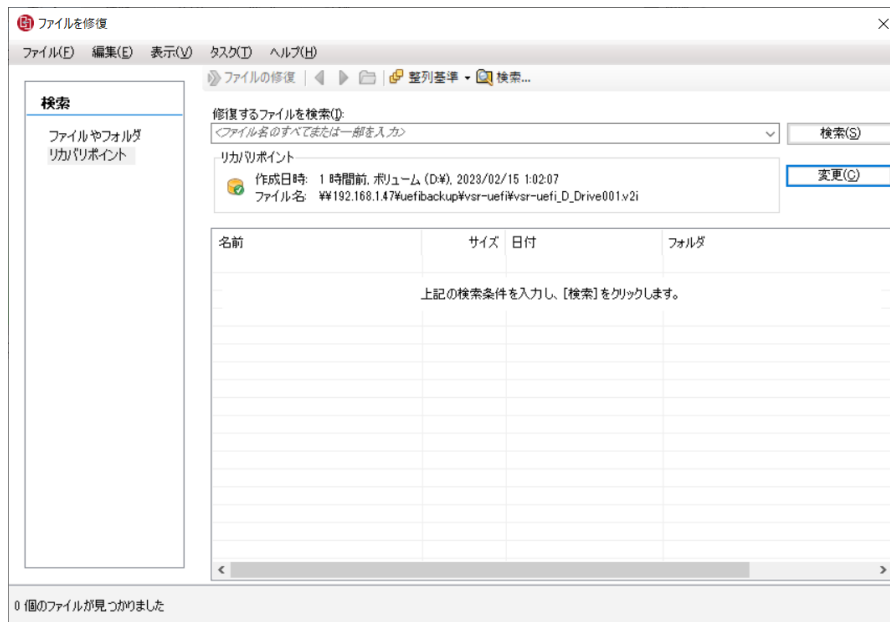 ファイルを修復
ファイル(F) 編集(E) 表示(V) タスク(T) ヘルプ(H)
ファイルの修復 整列基準 検索...
検索
ファイルやフォルダ
リカバリポイント
修復するファイルを検索(I):
<ファイル名のすべてまたは一部を入力> 検索(S)
リカバリポイント
作成日時: 1 時間前, ボリューム (D:¥), 2023/02/15 1:02:07
ファイル名: ¥¥192.168.1.47¥uefibackup¥vsr-uefi¥vsr-uefi_D_Drive001.v2i
変更(C)
名前 サイズ 日付 フォルダ
上記の検索条件を入力し、[検索]をクリックします。
0 個のファイルが見つかりました